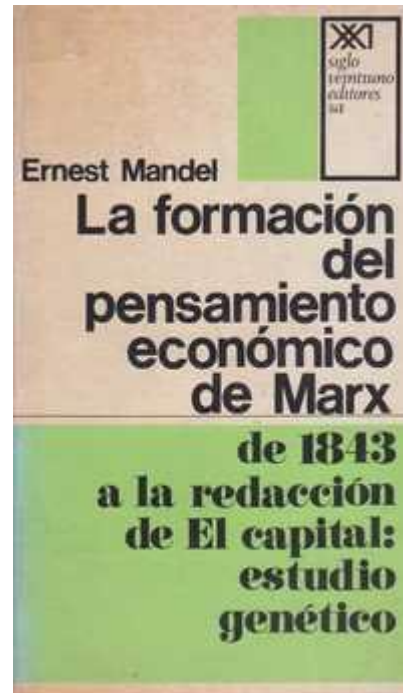 siglo
veintiuno
editores
sa
Ernest Mandel
La formación
del
pensamiento
económico
de Marx
de 1843
a la redacción
de El capital:
estudio
genético